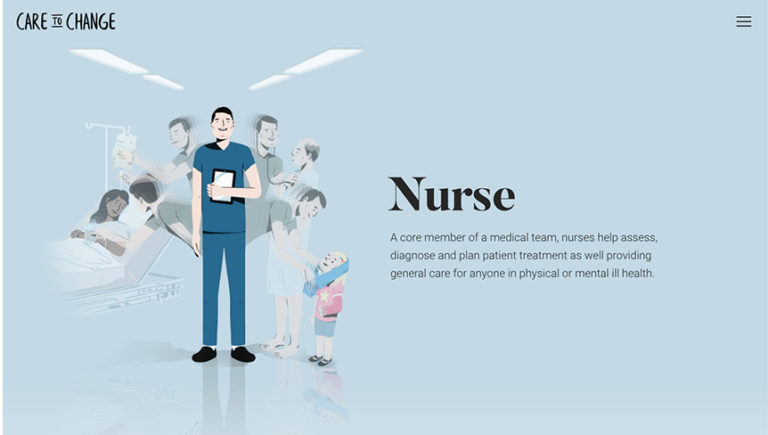 CARE TO CHANGE
Nurse
A core member of a medical team, nurses help assess,
diagnose and plan patient treatment as well providing
general care for anyone in physical or mental ill health.